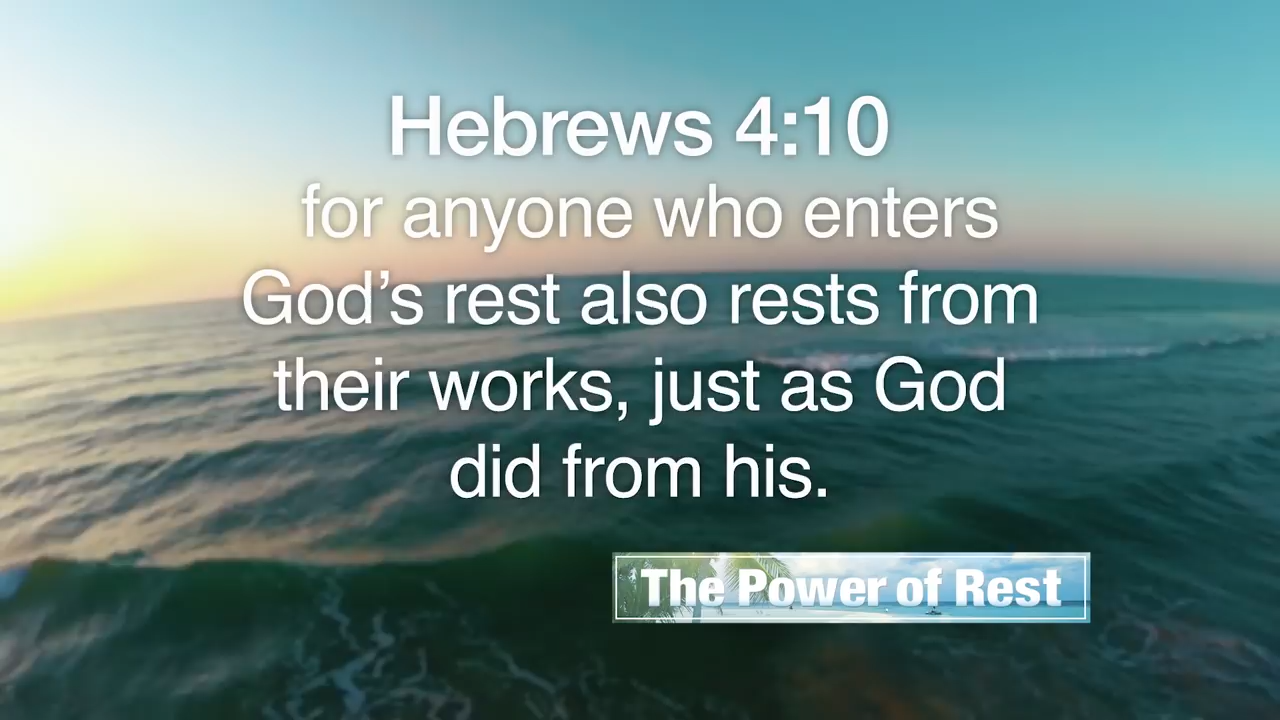 Hebrews 4:10
for anyone who enters
God’s rest also rests from
their works, just as God
did from his.
The Power of Rest